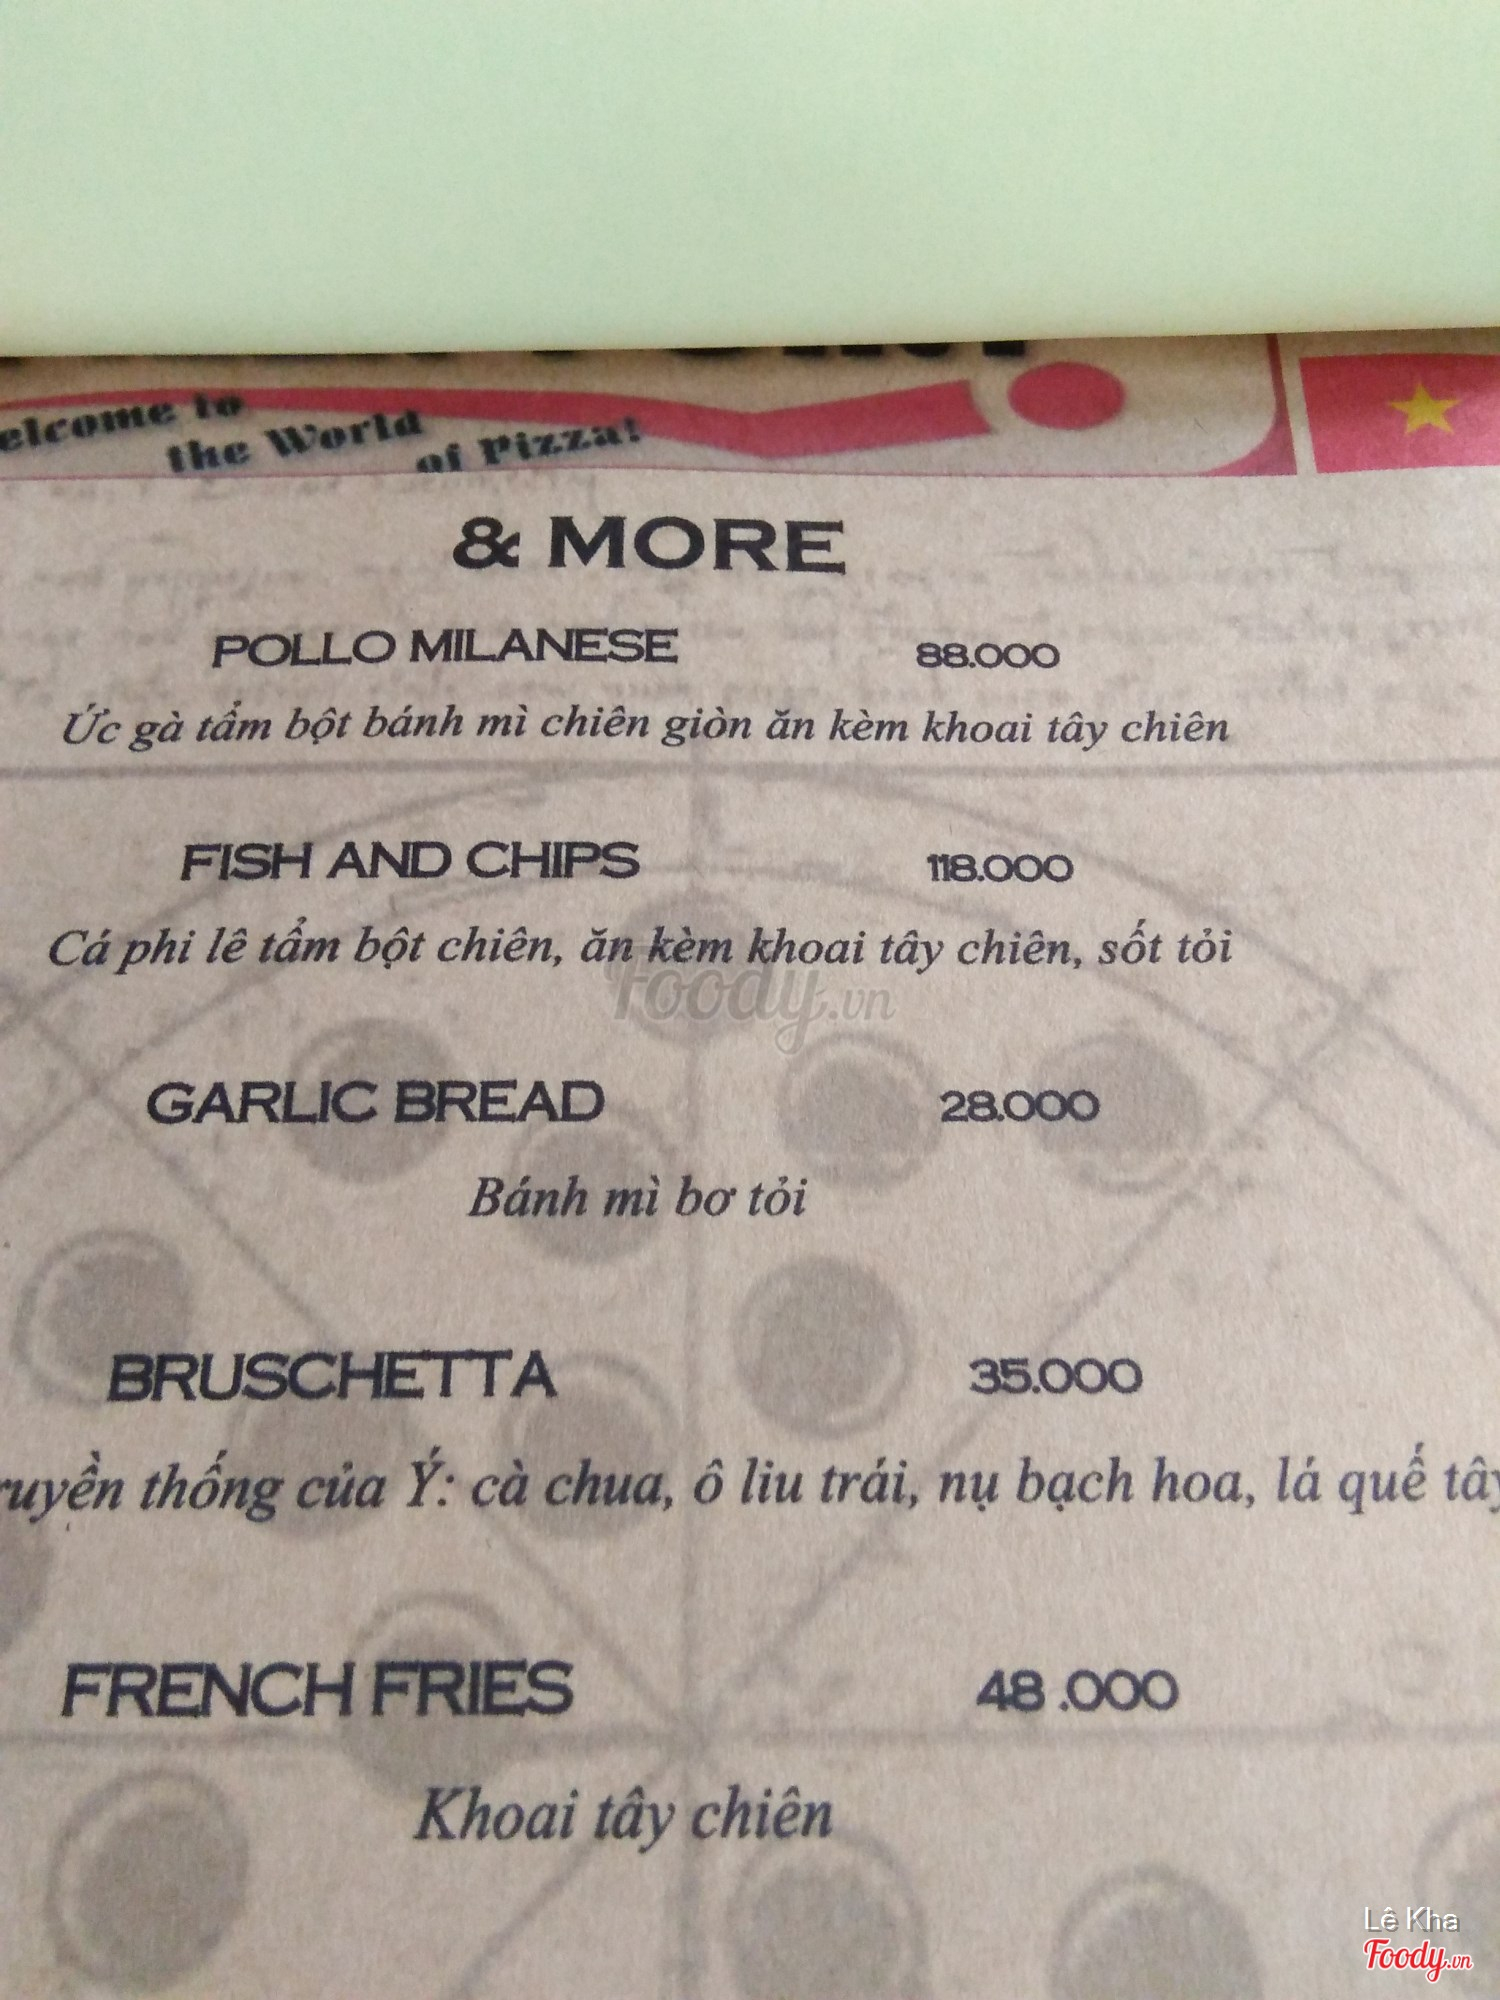 elcome to
the World
of Pizza!
& MORE
POLLO MILANESE 88.000
Ức gà tẩm bột bánh mì chiên giòn ăn kèm khoai tây chiên
FISH AND CHIPS 118.000
Cá phi lê tẩm bột chiên, ăn kèm khoai tây chiên, sốt tỏi
Foody.vn
GARLIC BREAD 28.000
Bánh mì bơ tỏi
BRUSCHETTA 35.000
ruyền thống của Ý: cà chua, ô liu trái, nụ bạch hoa, lá quế tây
FRENCH FRIES 48 .000
Khoai tây chiên
Lê Kha
Foody.vn